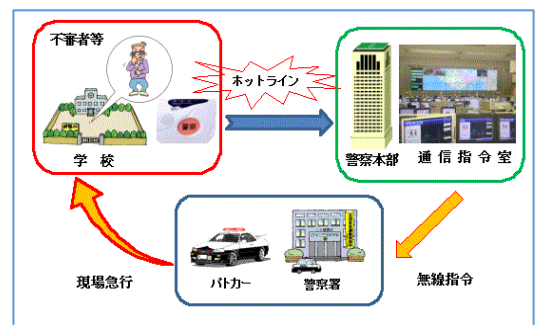 不審者等
ホットライン
学校
警察本部
通信指令室
現場急行
パトカー
警察署
無線指令